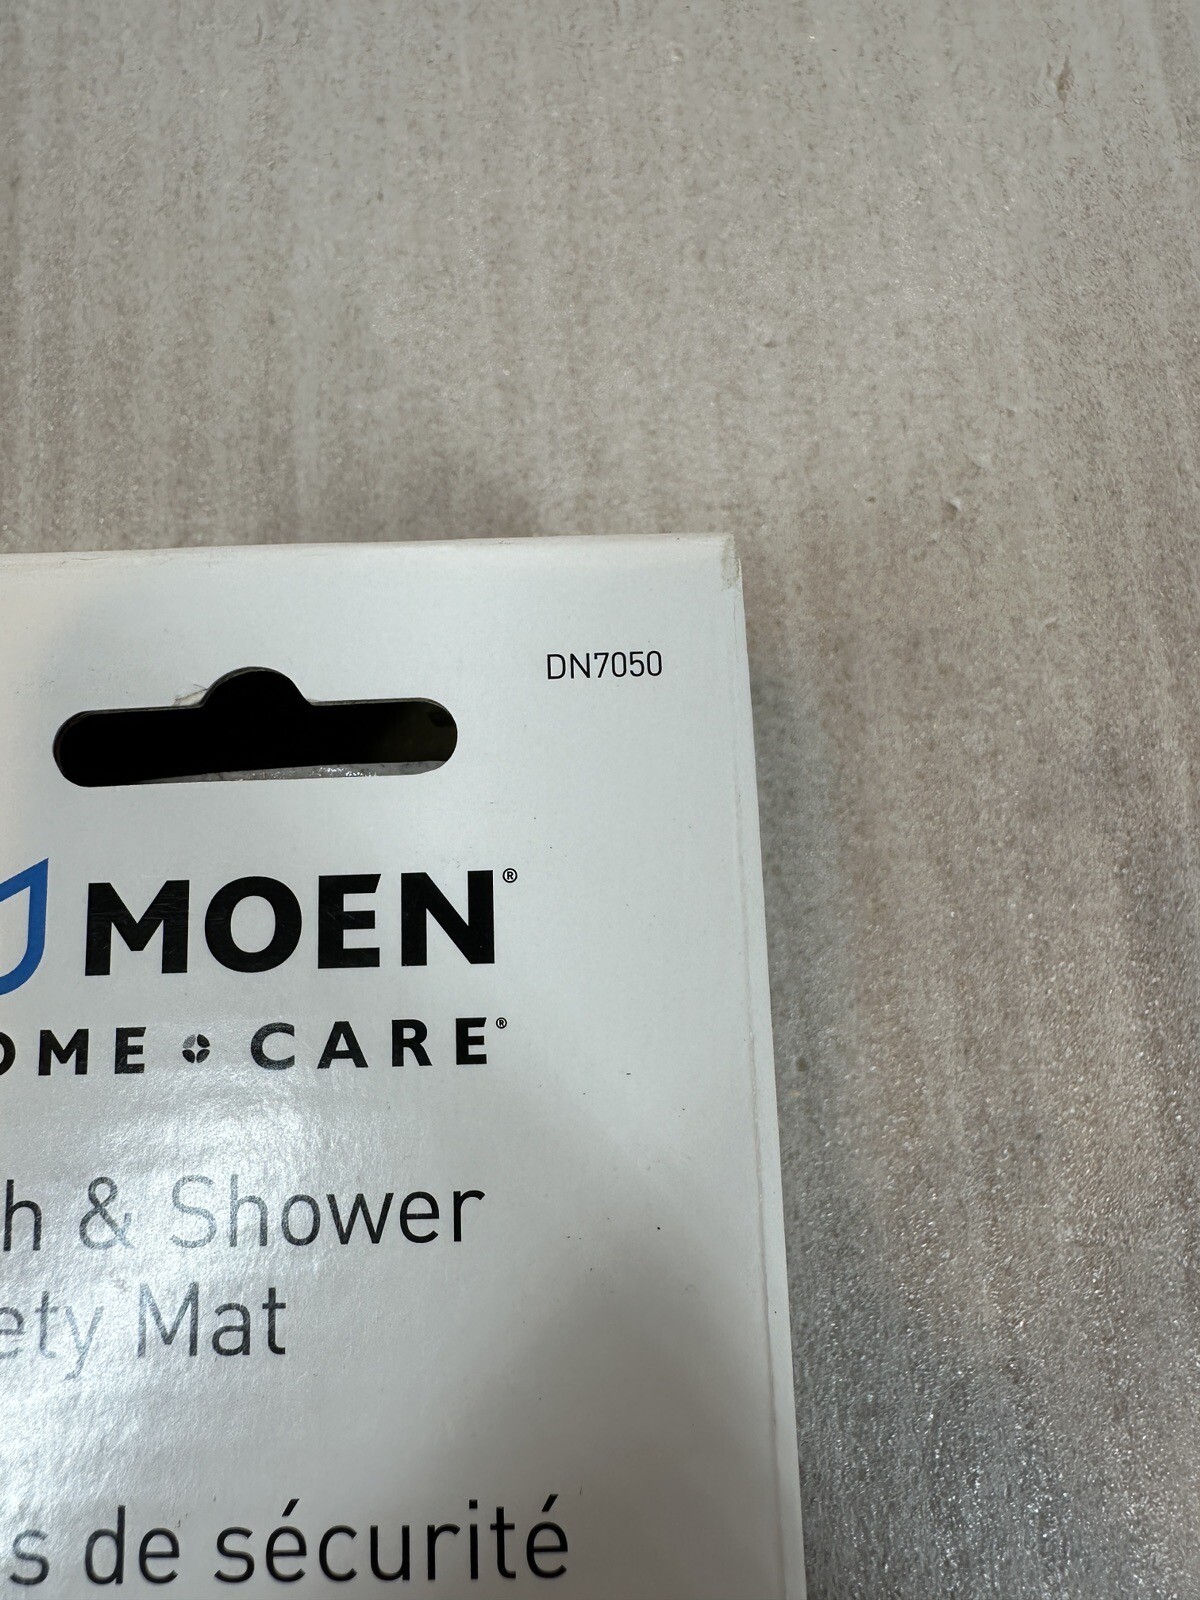 DN7050
MOEN®
OME CARE®
h & Shower
ety Mat
s de sécurité